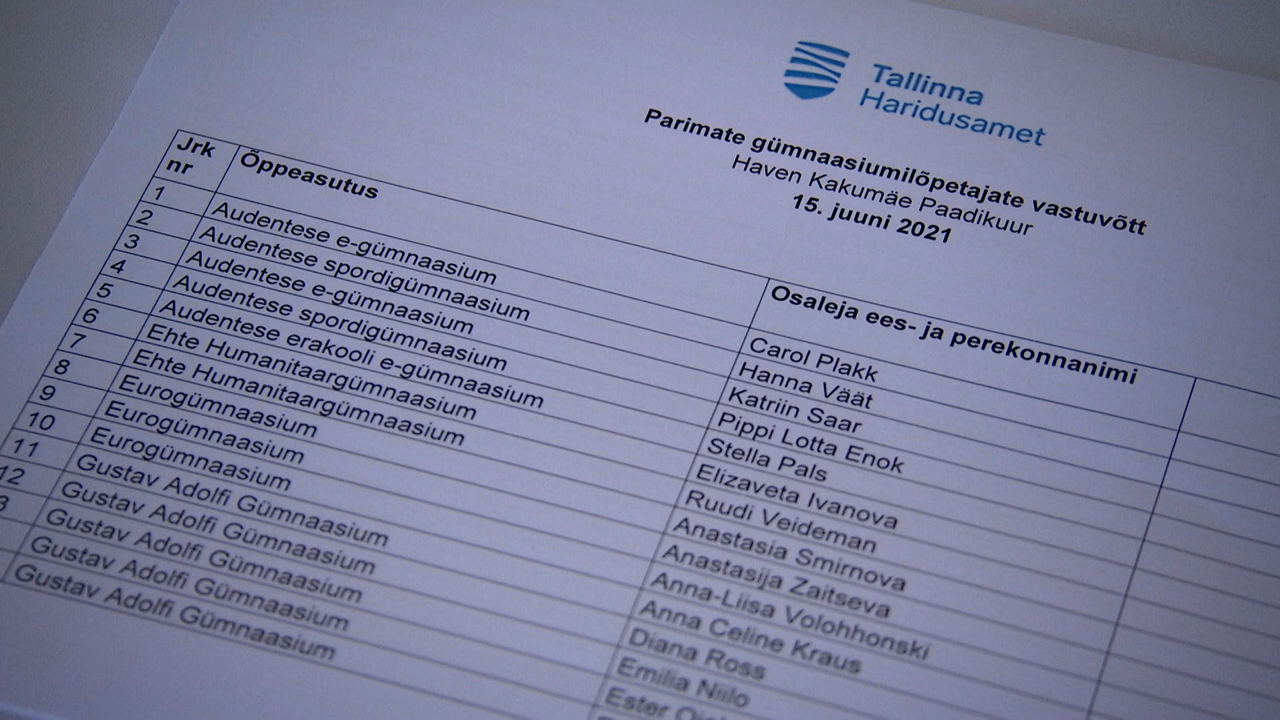 Tallinna
Haridusamet
Parimate gümnaasiumilõpetajate vastuvõtt
Haven Kakumäe Paadikuur
15. juuni 2021
Jrk nr Õppeasutus Osaleja ees- ja perekonnanimi
1 Audentese e-gümnaasium Carol Plakk
2 Audentese spordigümnaasium Hanna Väät
3 Audentese e-gümnaasium Katriin Saar
4 Audentese spordigümnaasium Pippi Lotta Enok
5 Audentese erakooli e-gümnaasium Stella Pals
6 Ehte Humanitaargümnaasium Elizaveta Ivanova
7 Ehte Humanitaargümnaasium Ruudi Veideman
8 Eurogümnaasium Anastasia Smirnova
9 Eurogümnaasium Anastasija Zaitseva
10 Eurogümnaasium Anna-Liisa Volohhonski
11 Gustav Adolfi Gümnaasium Anna Celine Kraus
12 Gustav Adolfi Gümnaasium Diana Ross
3 Gustav Adolfi Gümnaasium Emilia Niilo
Gustav Adolfi Gümnaasium Ester
Gustav Adolfi Gümnaasium